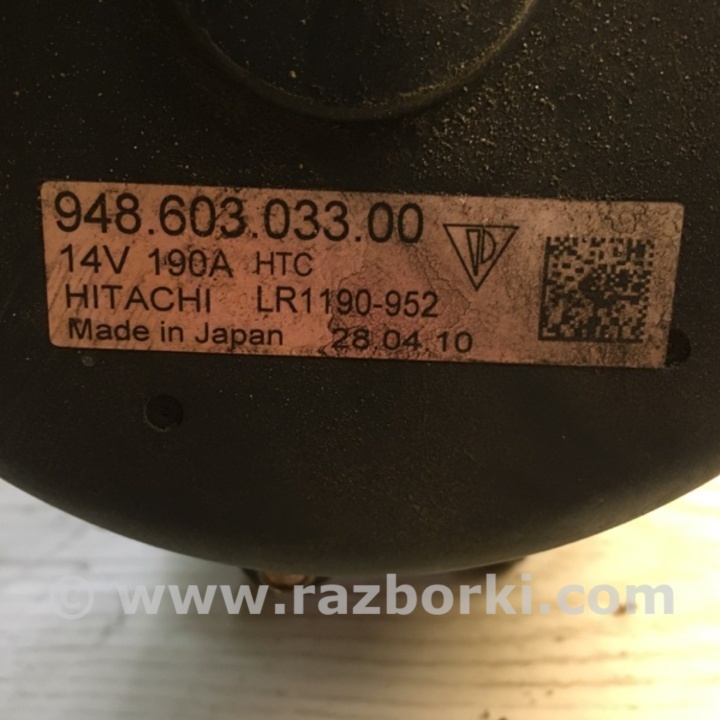 948.603.033.00
14V 190A HTC
HITACHI LR1190-952
Made in Japan 28.04.10
© www.razborki.com